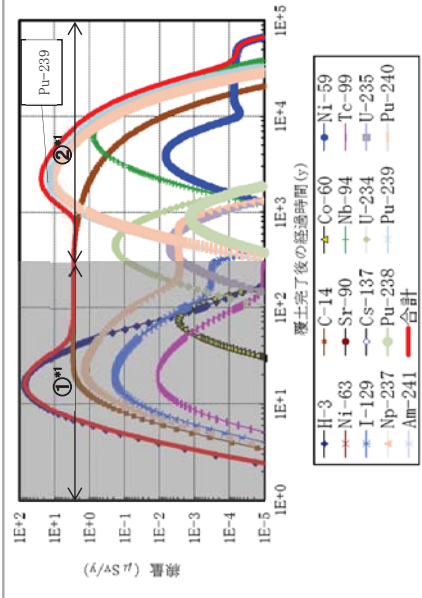 Pu-239
①*1
②*1
1E+2
1E+1
1E+0
1E-1
1E-2
1E-3
1E-4
1E-5
線量 (μSv/y)
1E+0 1E+1 1E+2 1E+3 1E+4 1E+5
覆土完了後の経過時間(y)
H-3 C-14 Co-60 Ni-59
Ni-63 Sr-90 Nb-94 Tc-99
I-129 Cs-137 U-234 U-235
Np-237 Pu-238 Pu-239 Pu-240
Am-241 合計